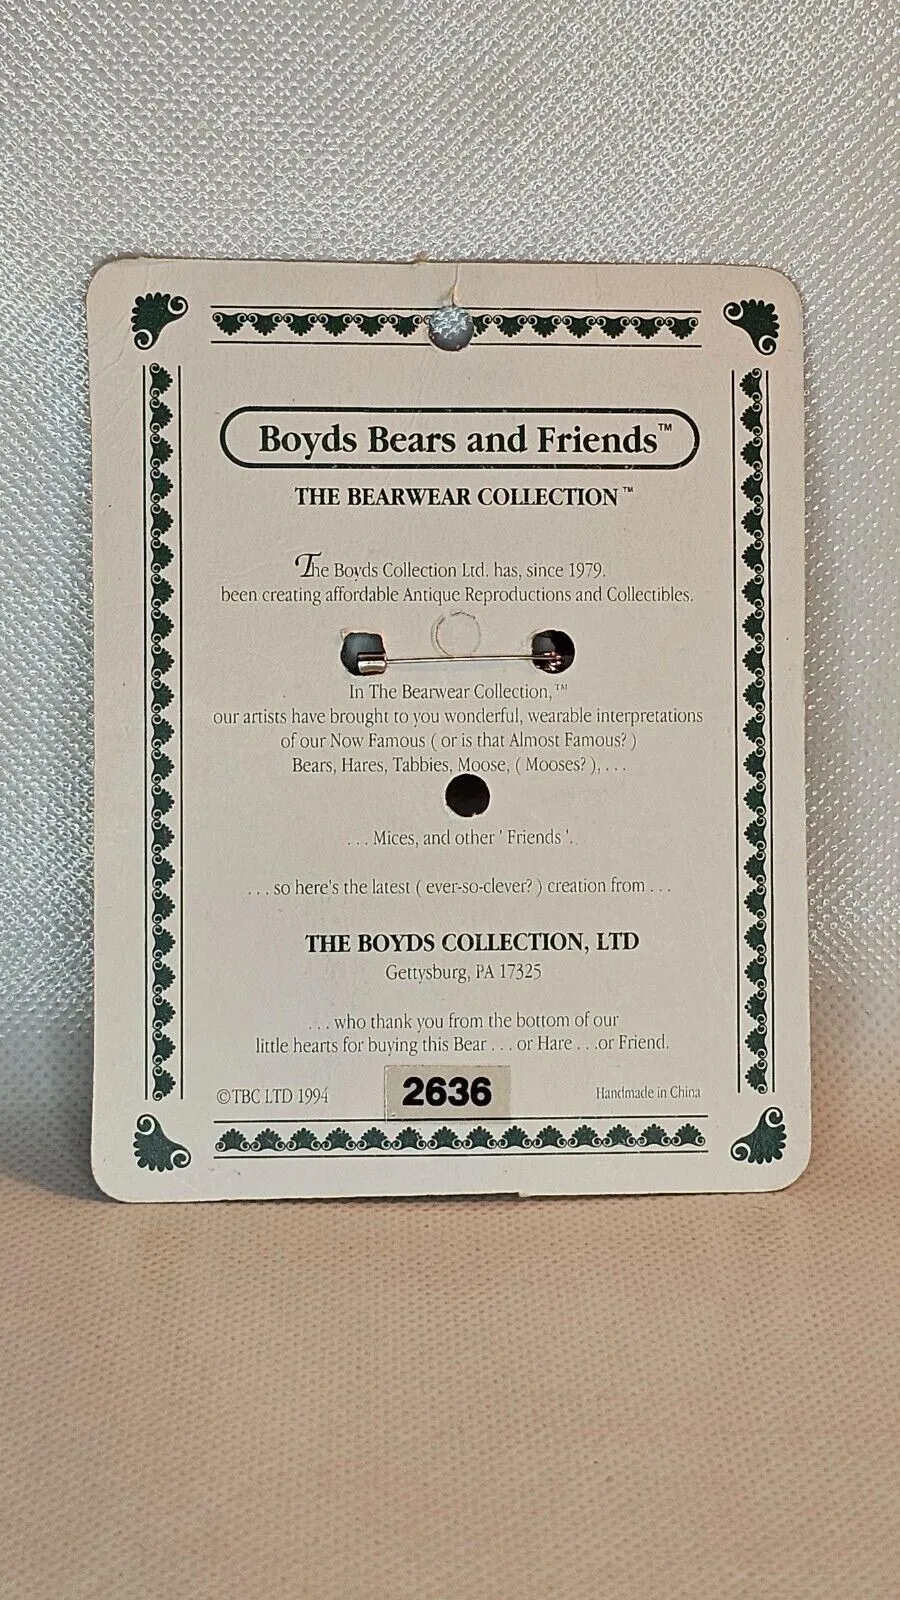 Boyds Bears and Friends™
THE BEARWEAR COLLECTION™
The Boyds Collection Ltd. has, since 1979.
been creating affordable Antique Reproductions and Collectibles.
In The Bearwear Collection,™
our artists have brought to you wonderful, wearable interpretations
of our Now Famous ( or is that Almost Famous? )
Bears, Hares, Tabbies, Moose, ( Mooses? ), . . .
. . . Mices, and other ' Friends '.
. . . so here's the latest ( ever-so-clever? ) creation from . . .
THE BOYDS COLLECTION, LTD
Gettysburg, PA 17325
. . . who thank you from the bottom of our
little hearts for buying this Bear . . . or Hare . . .or Friend.
©TBC LTD 1994 2636 Handmade in China